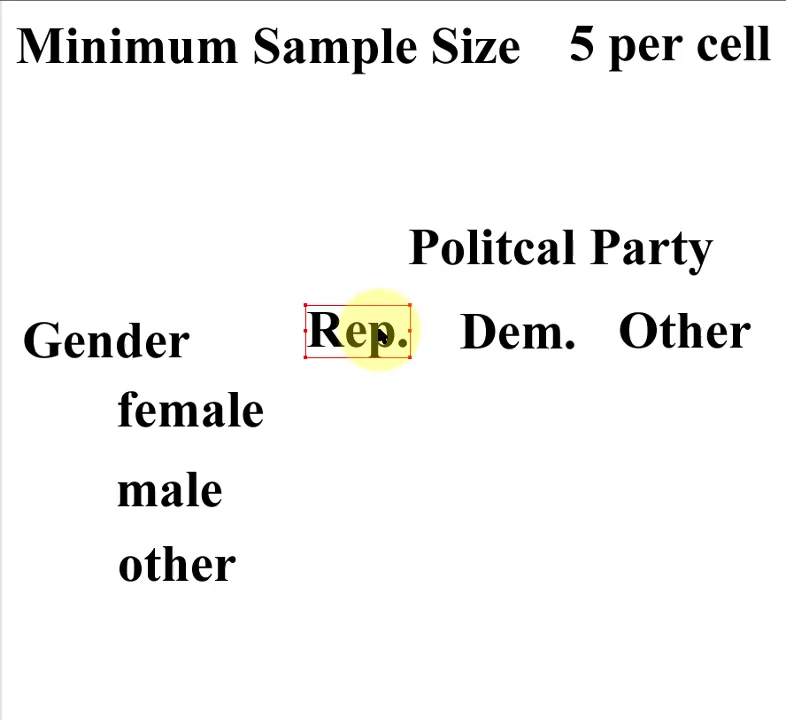 Minimum Sample Size 5 per cell
Politcal Party
Gender Rep. Dem. Other
female
male
other